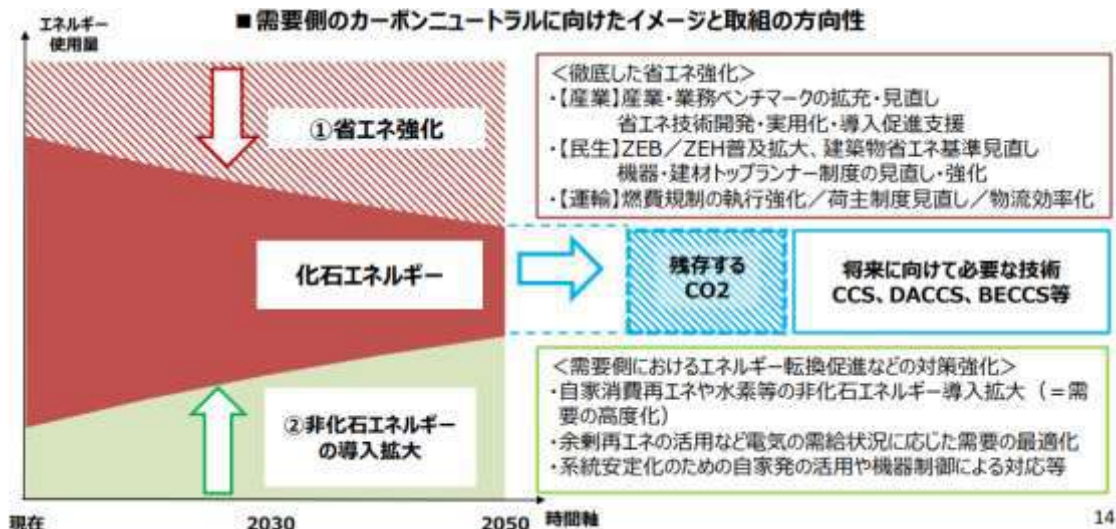 ■需要側のカーボンニュートラルに向けたイメージと取組の方向性
エネルギー
使用量
①省エネ強化
化石エネルギー
②非化石エネルギー
の導入拡大
現在
2030
2050
時間軸
＜徹底した省エネ強化＞
・【産業】産業・業務ベンチマークの拡充・見直し
省エネ技術開発・実用化・導入促進支援
・【民生】ZEB／ZEH普及拡大、建築物省エネ基準見直し
機器・建材トップランナー制度の見直し・強化
・【運輸】燃費規制の執行強化／荷主制度見直し／物流効率化
残存する
CO2
将来に向けて必要な技術
CCS、DACCS、BECCS等
＜需要側におけるエネルギー転換促進などの対策強化＞
・自家消費再エネや水素等の非化石エネルギー導入拡大（＝需
要の高度化）
・余剰再エネの活用など電気の需給状況に応じた需要の最適化
・系統安定化のための自家発の活用や機器制御による対応等
14